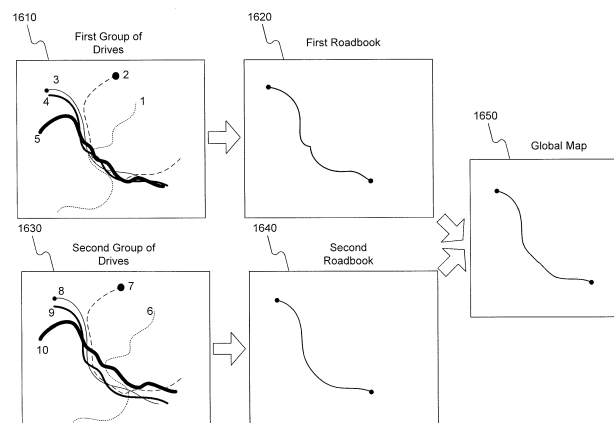 1610
First Group of
Drives
3
4
2
1
5
1620
First Roadbook
1650
Global Map
1630
Second Group of
Drives
8
9
7
6
10
1640
Second
Roadbook